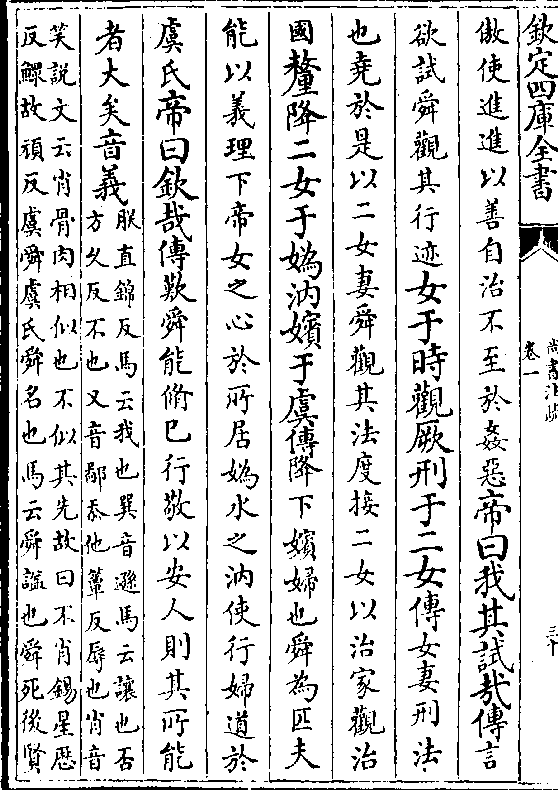 欽定四庫全書
尚書注疏
卷一
三十
傲使進進以善自治不至於姦惡帝曰我其試哉傳言
欲試舜觀其行迹女于時觀厥刑于二女傳女妻刑法
也堯於是以二女妻舜觀其法度接二女以治家觀治
國釐降二女于媯汭嬪于虞傳降下嬪婦也舜為匹夫
能以義理下帝女之心於所居媯水之汭使行婦道於
虞氏帝曰欽哉傳歎舜能脩己行敬以安人則其所能
者大矣音義
朕直錦反馬云我也巽音遜馬云讓也否
方久反不也又音鄙忝他簟反辱也肖音
笑説文云肖骨肉相似也不似其先故曰不肖錫星厯
反鰥故頑反虞舜虞氏舜名也馬云舜諡也舜死後賢